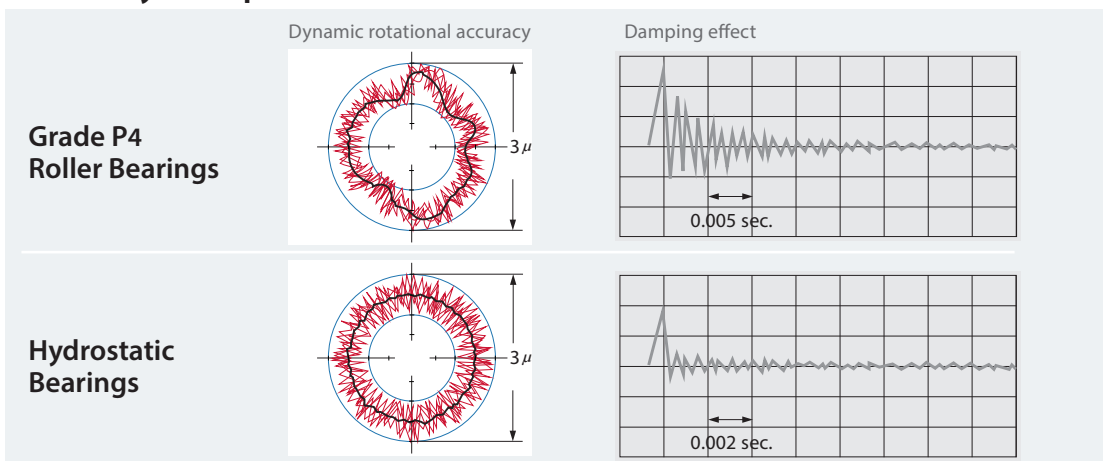 Dynamic rotational accuracy
Damping effect
Grade P4
Roller Bearings
3 μ
0.005 sec.
Hydrostatic
Bearings
3 μ
0.002 sec.